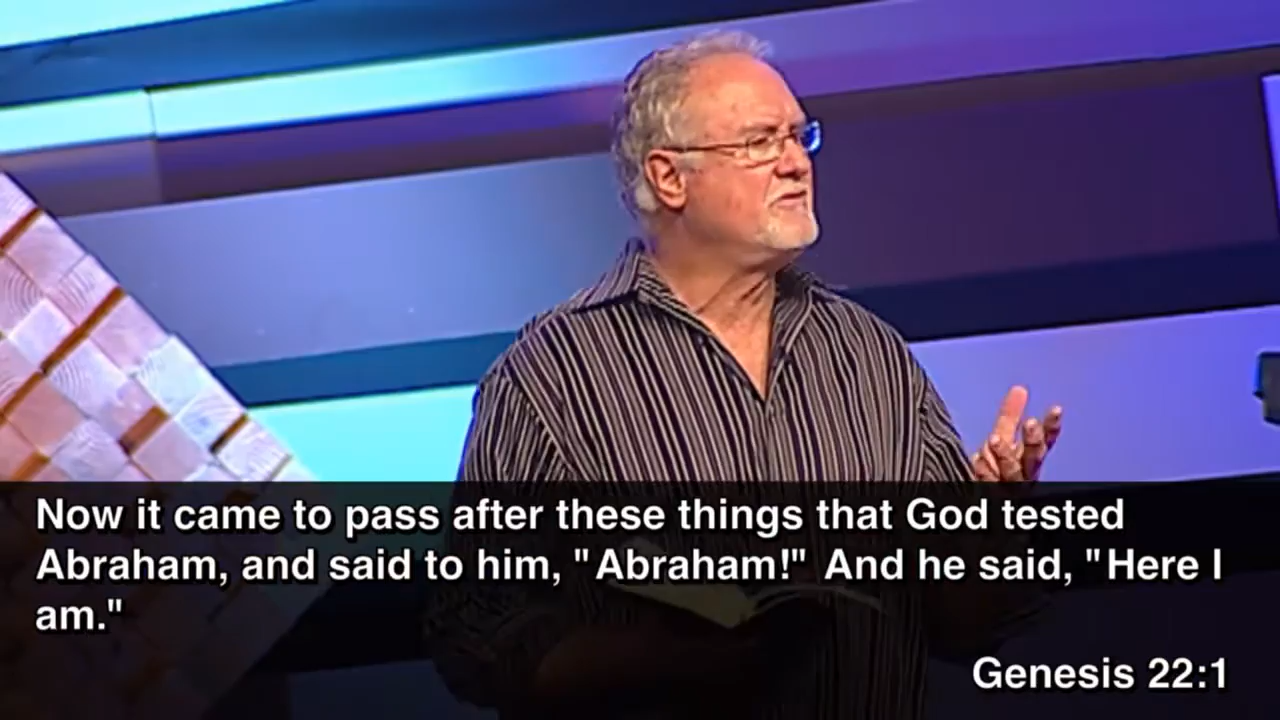 Now it came to pass after these things that God tested
Abraham, and said to him, "Abraham!" And he said, "Here I
am."
Genesis 22:1